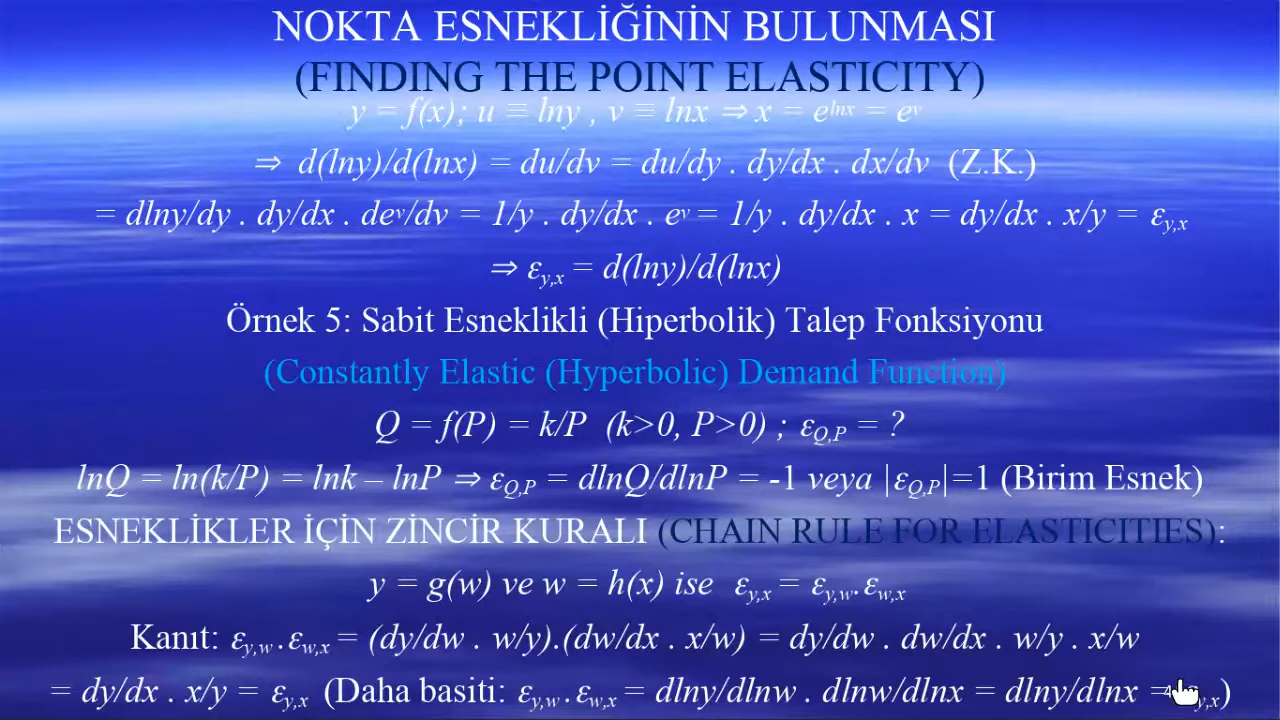 NOKTA ESNEKLİĞİNİN BULUNMASI
(FINDING THE POINT ELASTICITY)
y = f(x); u ≡ lny , v ≡ lnx ⇒ x = e^lnx = e^v
⇒ d(lny)/d(lnx) = du/dv = du/dy . dy/dx . dx/dv (Z.K.)
= dlny/dy . dy/dx . de^v/dv = 1/y . dy/dx . e^v = 1/y . dy/dx . x = dy/dx . x/y = ε_y,x
⇒ ε_y,x = d(lny)/d(lnx)
Örnek 5: Sabit Esneklikli (Hiperbolik) Talep Fonksiyonu
(Constantly Elastic (Hyperbolic) Demand Function)
Q = f(P) = k/P (k>0, P>0) ; ε_Q,P = ?
lnQ = ln(k/P) = lnk – lnP ⇒ ε_Q,P = dlnQ/dlnP = -1 veya |ε_Q,P|=1 (Birim Esnek)
ESNEKLİKLER İÇİN ZİNCİR KURALI (CHAIN RULE FOR ELASTICITIES):
y = g(w) ve w = h(x) ise ε_y,x = ε_y,w . ε_w,x
Kanıt: ε_y,w . ε_w,x = (dy/dw . w/y).(dw/dx . x/w) = dy/dw . dw/dx . w/y . x/w
= dy/dx . x/y = ε_y,x (Daha basiti: ε_y,w . ε_w,x = dlny/dlnw . dlnw/dlnx = dlny/dlnx = y,x)